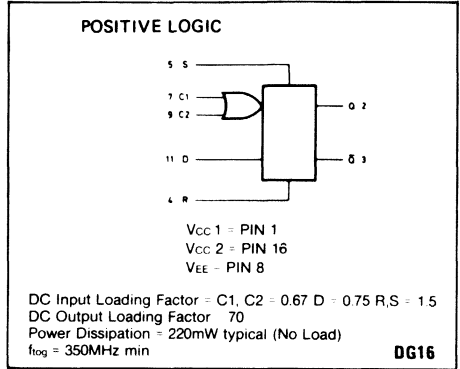 POSITIVE LOGIC
5 S
7 C1
9 C2
Q 2
11 D
Q̄ 3
4 R
VCC 1 = PIN 1
VCC 2 = PIN 16
VEE - PIN 8
DC Input Loading Factor = C1, C2 = 0.67 D = 0.75 R,S = 1.5
DC Output Loading Factor 70
Power Dissipation = 220mW typical (No Load)
ftog = 350MHz min
DG16